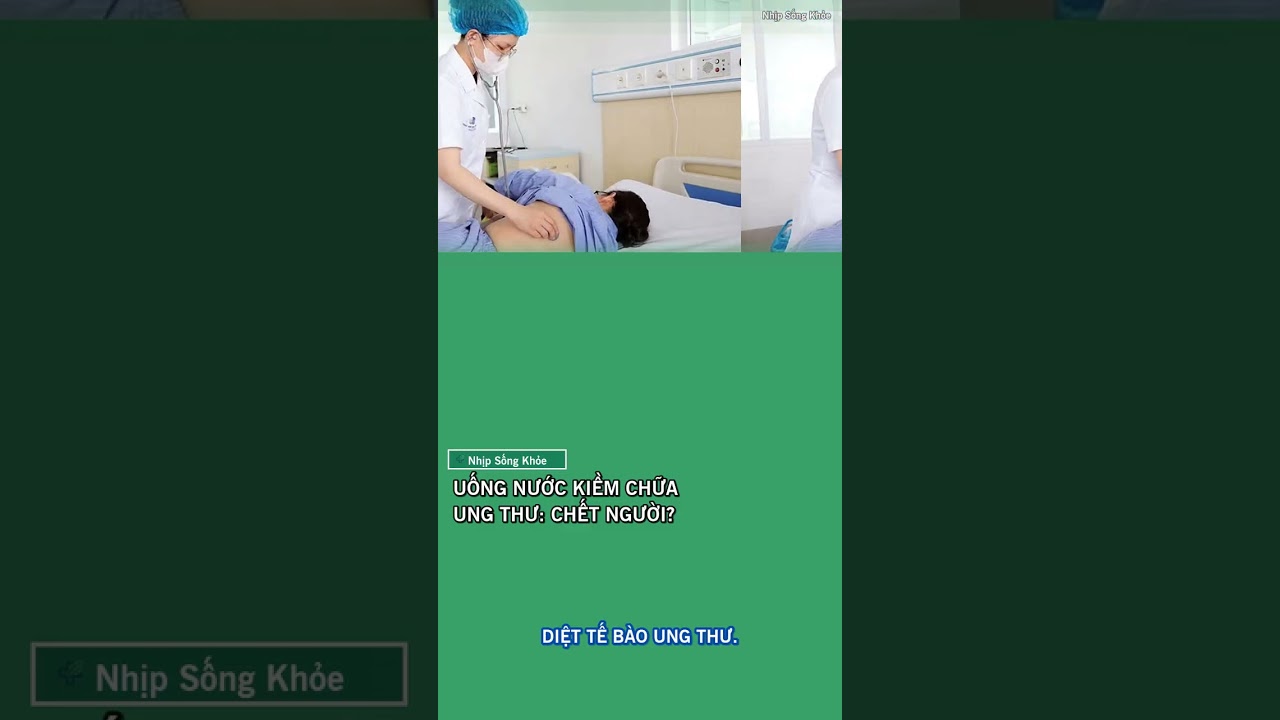 Nhịp Sống Khỏe
Nhịp Sống Khỏe
UỐNG NƯỚC KIỀM CHỮA
UNG THƯ: CHẾT NGƯỜI?
DIỆT TẾ BÀO UNG THƯ.
Nhịp Sống Khỏe